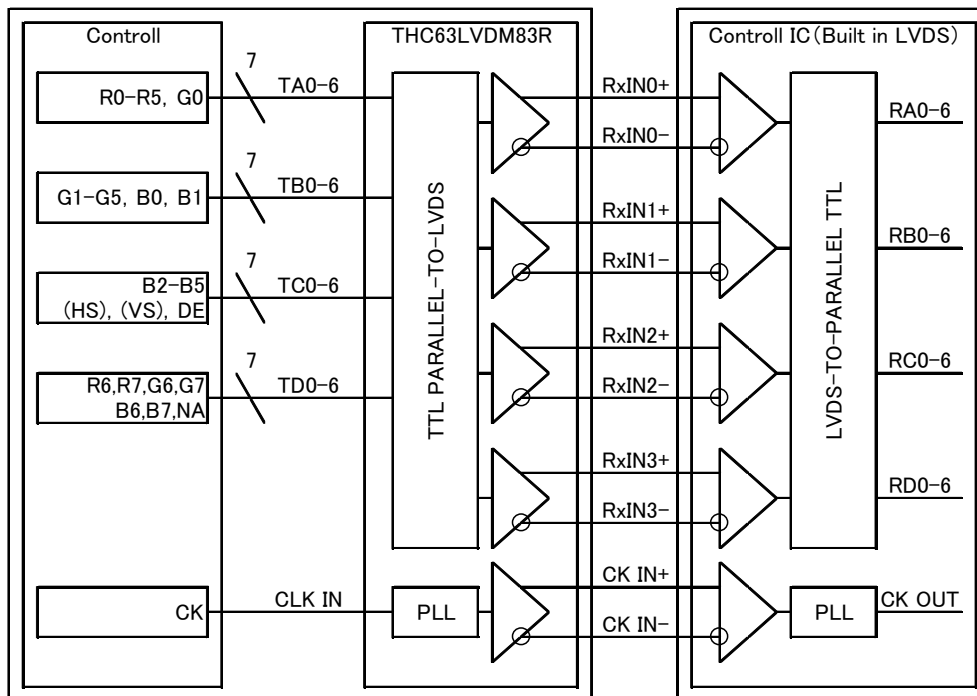 Controll
THC63LVDM83R
Controll IC(Built in LVDS)
R0-R5, G0
7
TA0-6
RxIN0+
RxIN0-
RA0-6
G1-G5, B0, B1
7
TB0-6
RxIN1+
RxIN1-
RB0-6
B2-B5
(HS), (VS), DE
7
TC0-6
RxIN2+
RxIN2-
RC0-6
R6,R7,G6,G7
B6,B7,NA
7
TD0-6
RxIN3+
RxIN3-
RD0-6
TTL PARALLEL-TO-LVDS
LVDS-TO-PARALLEL TTL
CK
CLK IN
PLL
CK IN+
CK IN-
PLL
CK OUT